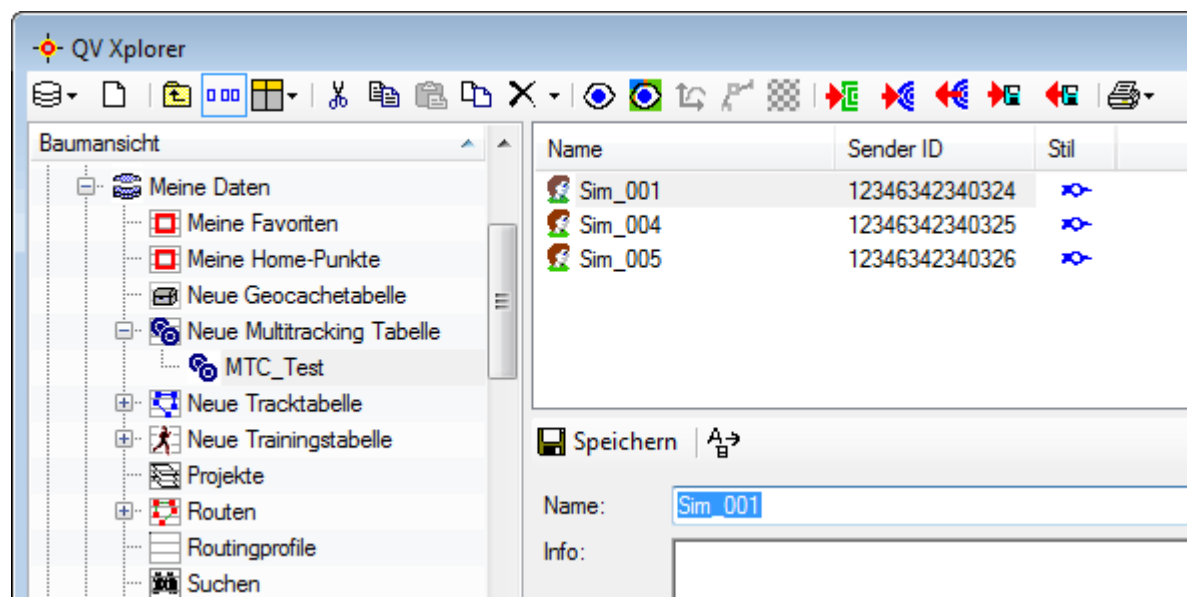 QV Xplorer
Baumansicht
Meine Daten
Meine Favoriten
Meine Home-Punkte
Neue Geocachetabelle
Neue Multitracking Tabelle
MTC_Test
Neue Tracktabelle
Neue Trainingstabelle
Projekte
Routen
Routingprofile
Suchen
Name Sender ID Stil
Sim_001 12346342340324
Sim_004 12346342340325
Sim_005 12346342340326
Speichern
Name: Sim_001
Info: